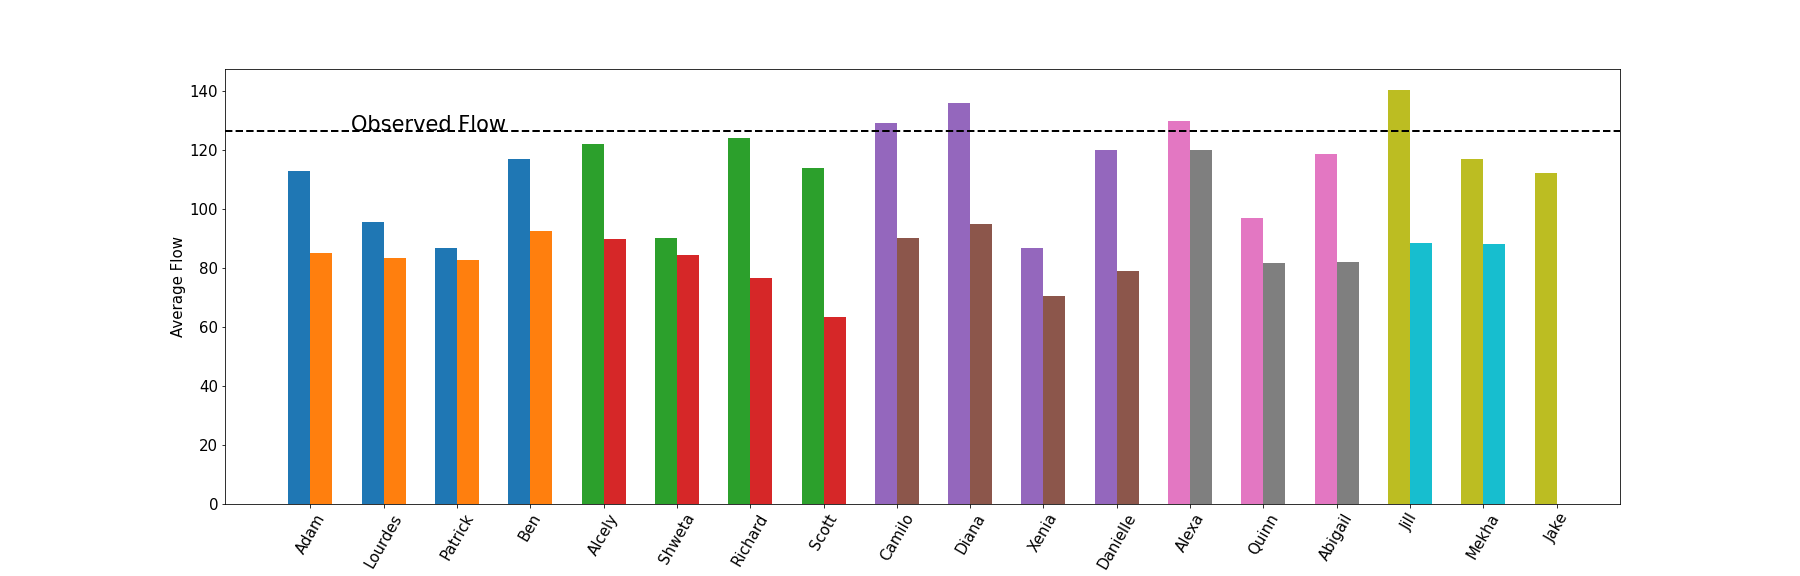 Observed Flow
Average Flow
140
120
100
80
60
40
20
0
Adam
Lourdes
Patrick
Ben
Alcely
Shweta
Richard
Scott
Camilo
Diana
Xenia
Danielle
Alexa
Quinn
Abigail
Jill
Mekha
Jake